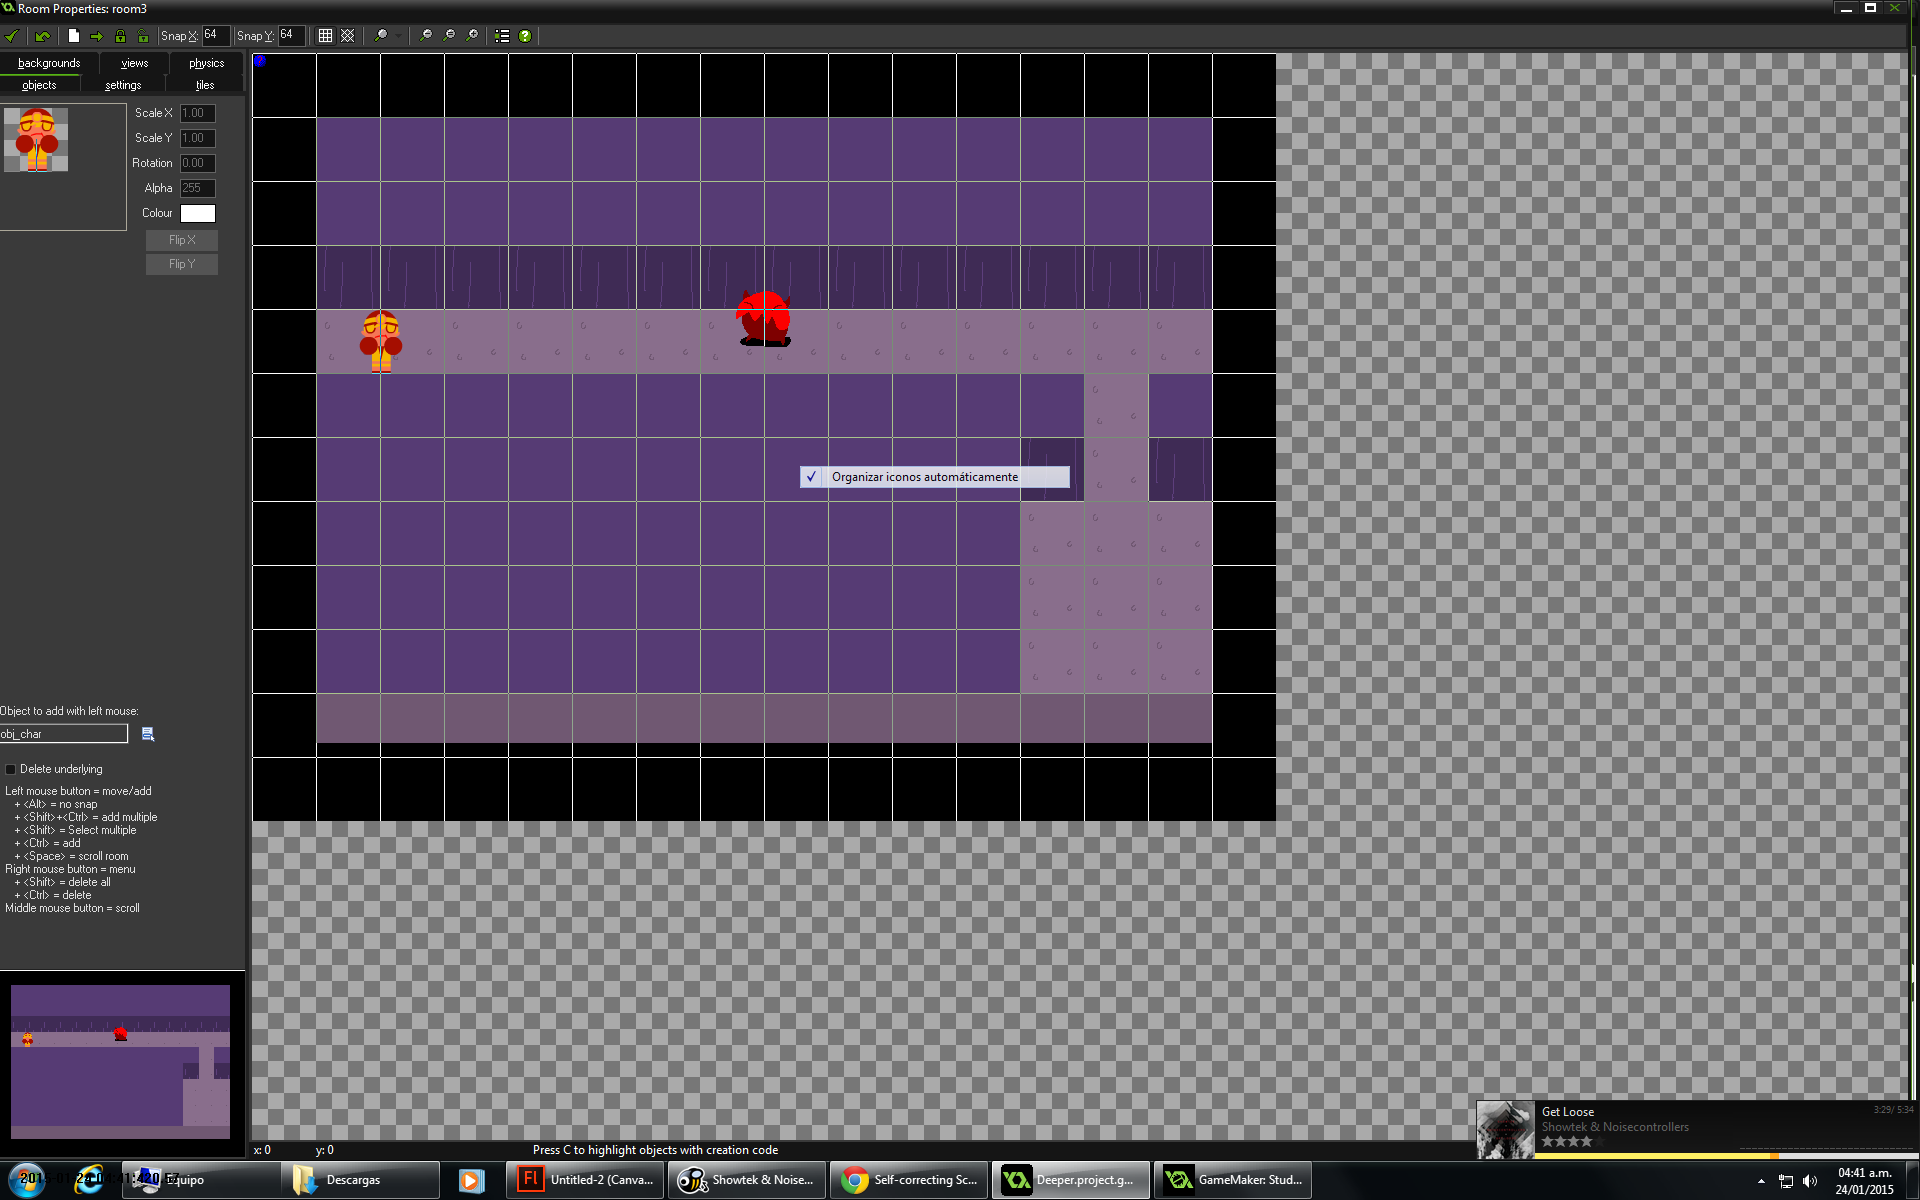 Room Properties: room3
Snap X: 64 Snap Y: 64
backgrounds views physics
objects settings tiles
Scale X 1.00
Scale Y 1.00
Rotation 0.00
Alpha 255
Colour
Flip X
Flip Y
Organizar iconos automáticamente
Object to add with left mouse:
obj_char
Delete underlying
Left mouse button = move/add
+ <Alt> = no snap
+ <Shift>+<Ctrl> = add multiple
+ <Shift> = Select multiple
+ <Ctrl> = add
+ <Space> = scroll room
Right mouse button = menu
+ <Shift> = delete all
+ <Ctrl> = delete
Middle mouse button = scroll
Get Loose 3:29/ 5:34
Showtek & Noisecontrollers
x: 0 y: 0 Press C to highlight objects with creation code
Equipo
Descargas
Fl
Untitled-2 (Canva...
Showtek & Noise...
Self-correcting Sc...
Deeper.project.g...
GameMaker: Stud...
04:41 a.m.
24/01/2015